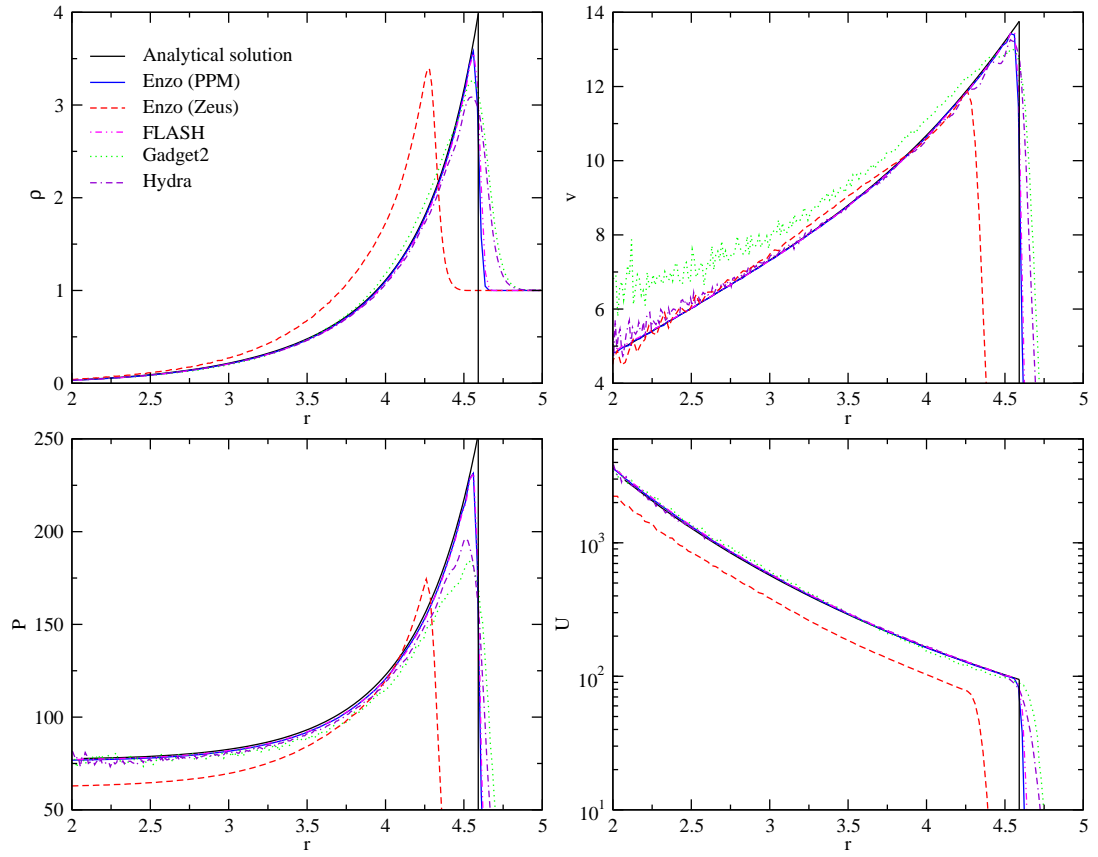 4
3
2
1
0
ρ
Analytical solution
Enzo (PPM)
Enzo (Zeus)
FLASH
Gadget2
Hydra
2 2.5 3 3.5 4 4.5 5
r
14
12
10
8
6
4
v
2 2.5 3 3.5 4 4.5 5
r
250
200
150
100
50
P
2 2.5 3 3.5 4 4.5 5
r
10³
10²
10¹
U
2 2.5 3 3.5 4 4.5 5
r